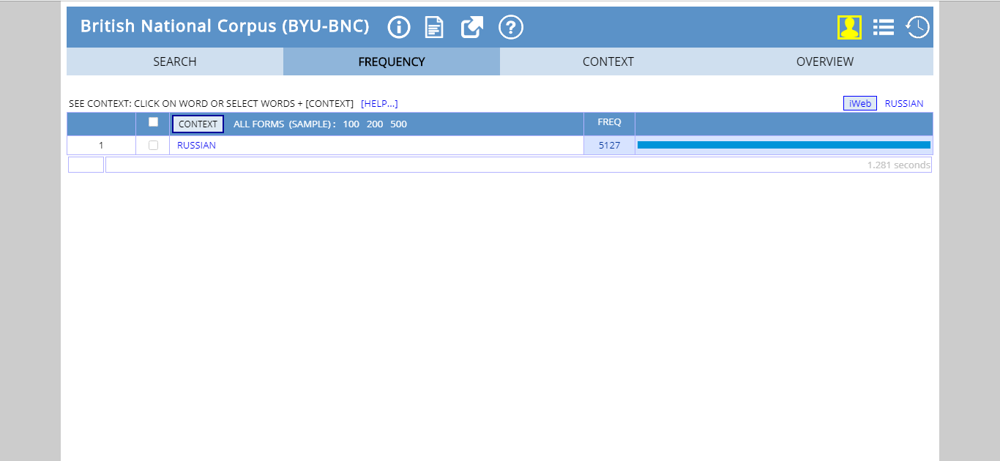 British National Corpus (BYU-BNC)
SEARCH FREQUENCY CONTEXT OVERVIEW
SEE CONTEXT: CLICK ON WORD OR SELECT WORDS + [CONTEXT] [HELP...] iWeb RUSSIAN
CONTEXT ALL FORMS (SAMPLE): 100 200 500 FREQ
1 RUSSIAN 5127
1.281 seconds